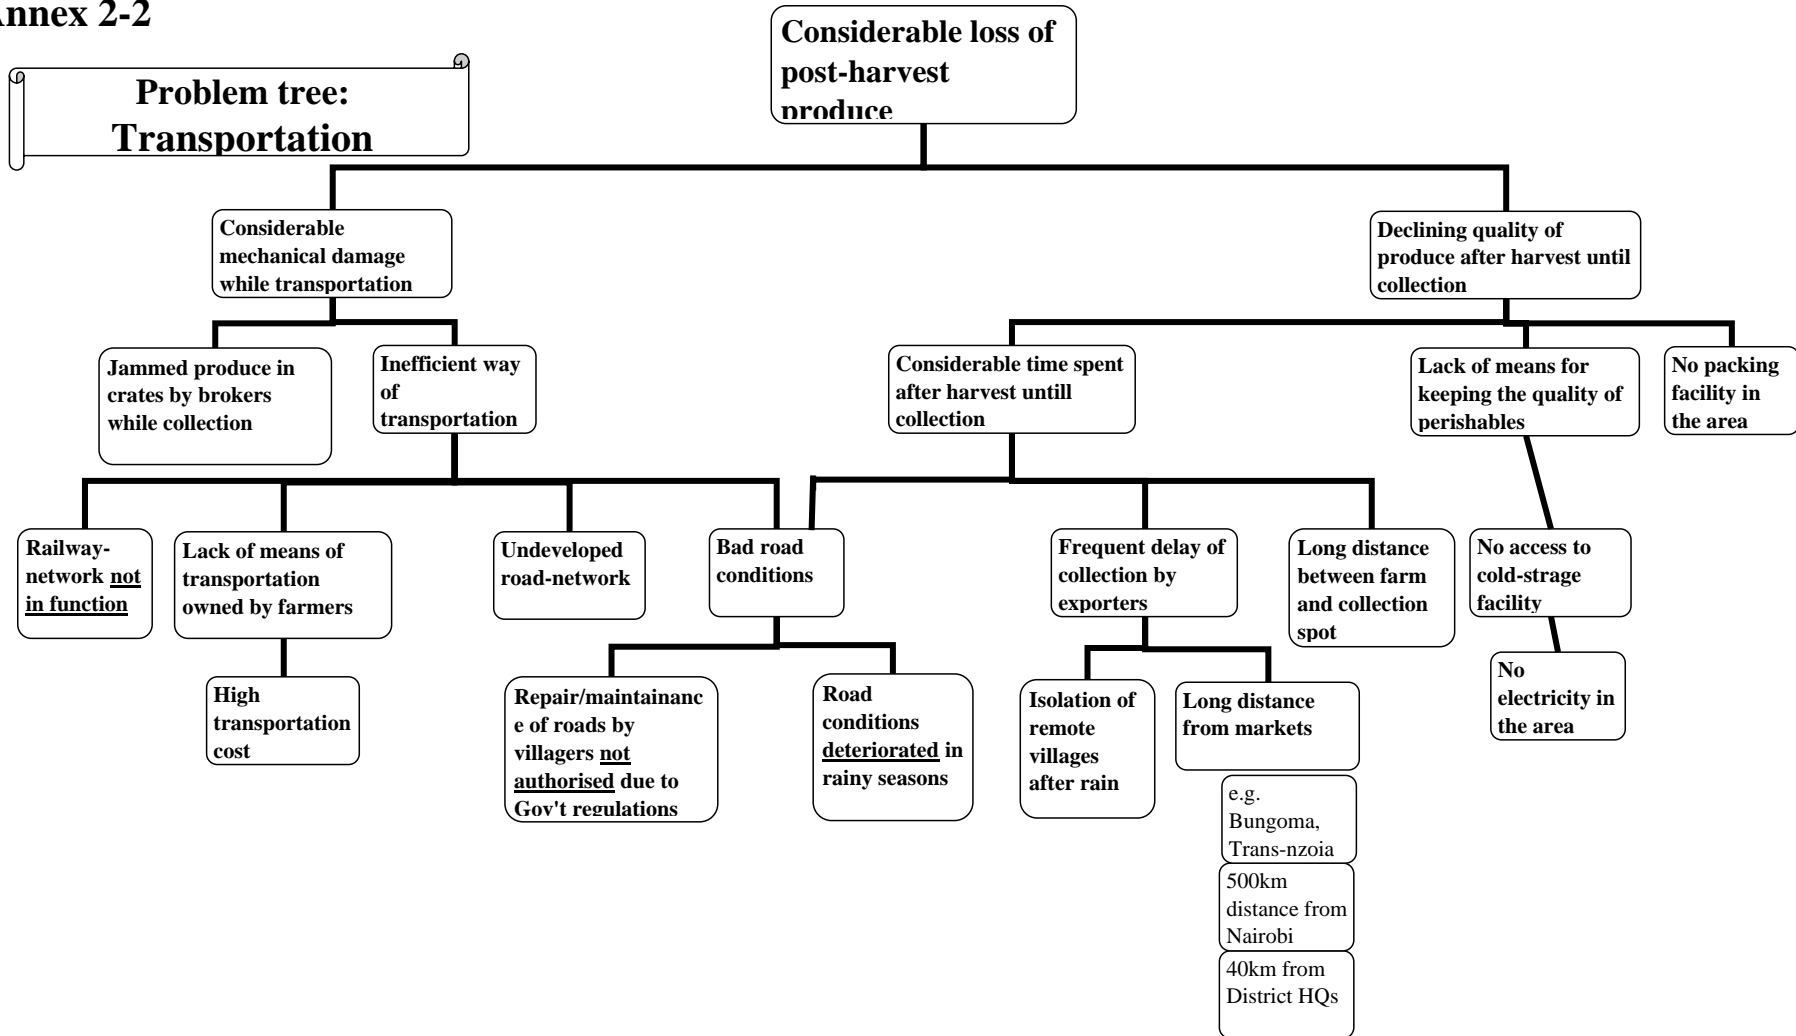 Annex 2-2
Problem tree:
Transportation
Considerable loss of
post-harvest
produce
Considerable
mechanical damage
while transportation
Declining quality of
produce after harvest until
collection
Jammed produce in
crates by brokers
while collection
Inefficient way
of
transportation
Considerable time spent
after harvest untill
collection
Lack of means for
keeping the quality of
perishables
No packing
facility in
the area
Railway-
network not
in function
Lack of means of
transportation
owned by farmers
Undeveloped
road-network
Bad road
conditions
Frequent delay of
collection by
exporters
Long distance
between farm
and collection
spot
No access to
cold-strage
facility
High
transportation
cost
Repair/maintainanc
e of roads by
villagers not
authorised due to
Gov't regulations
Road
conditions
deteriorated in
rainy seasons
Isolation of
remote
villages
after rain
Long distance
from markets
No
electricity in
the area
e.g.
Bungoma,
Trans-nzoia
500km
distance from
Nairobi
40km from
District HQs